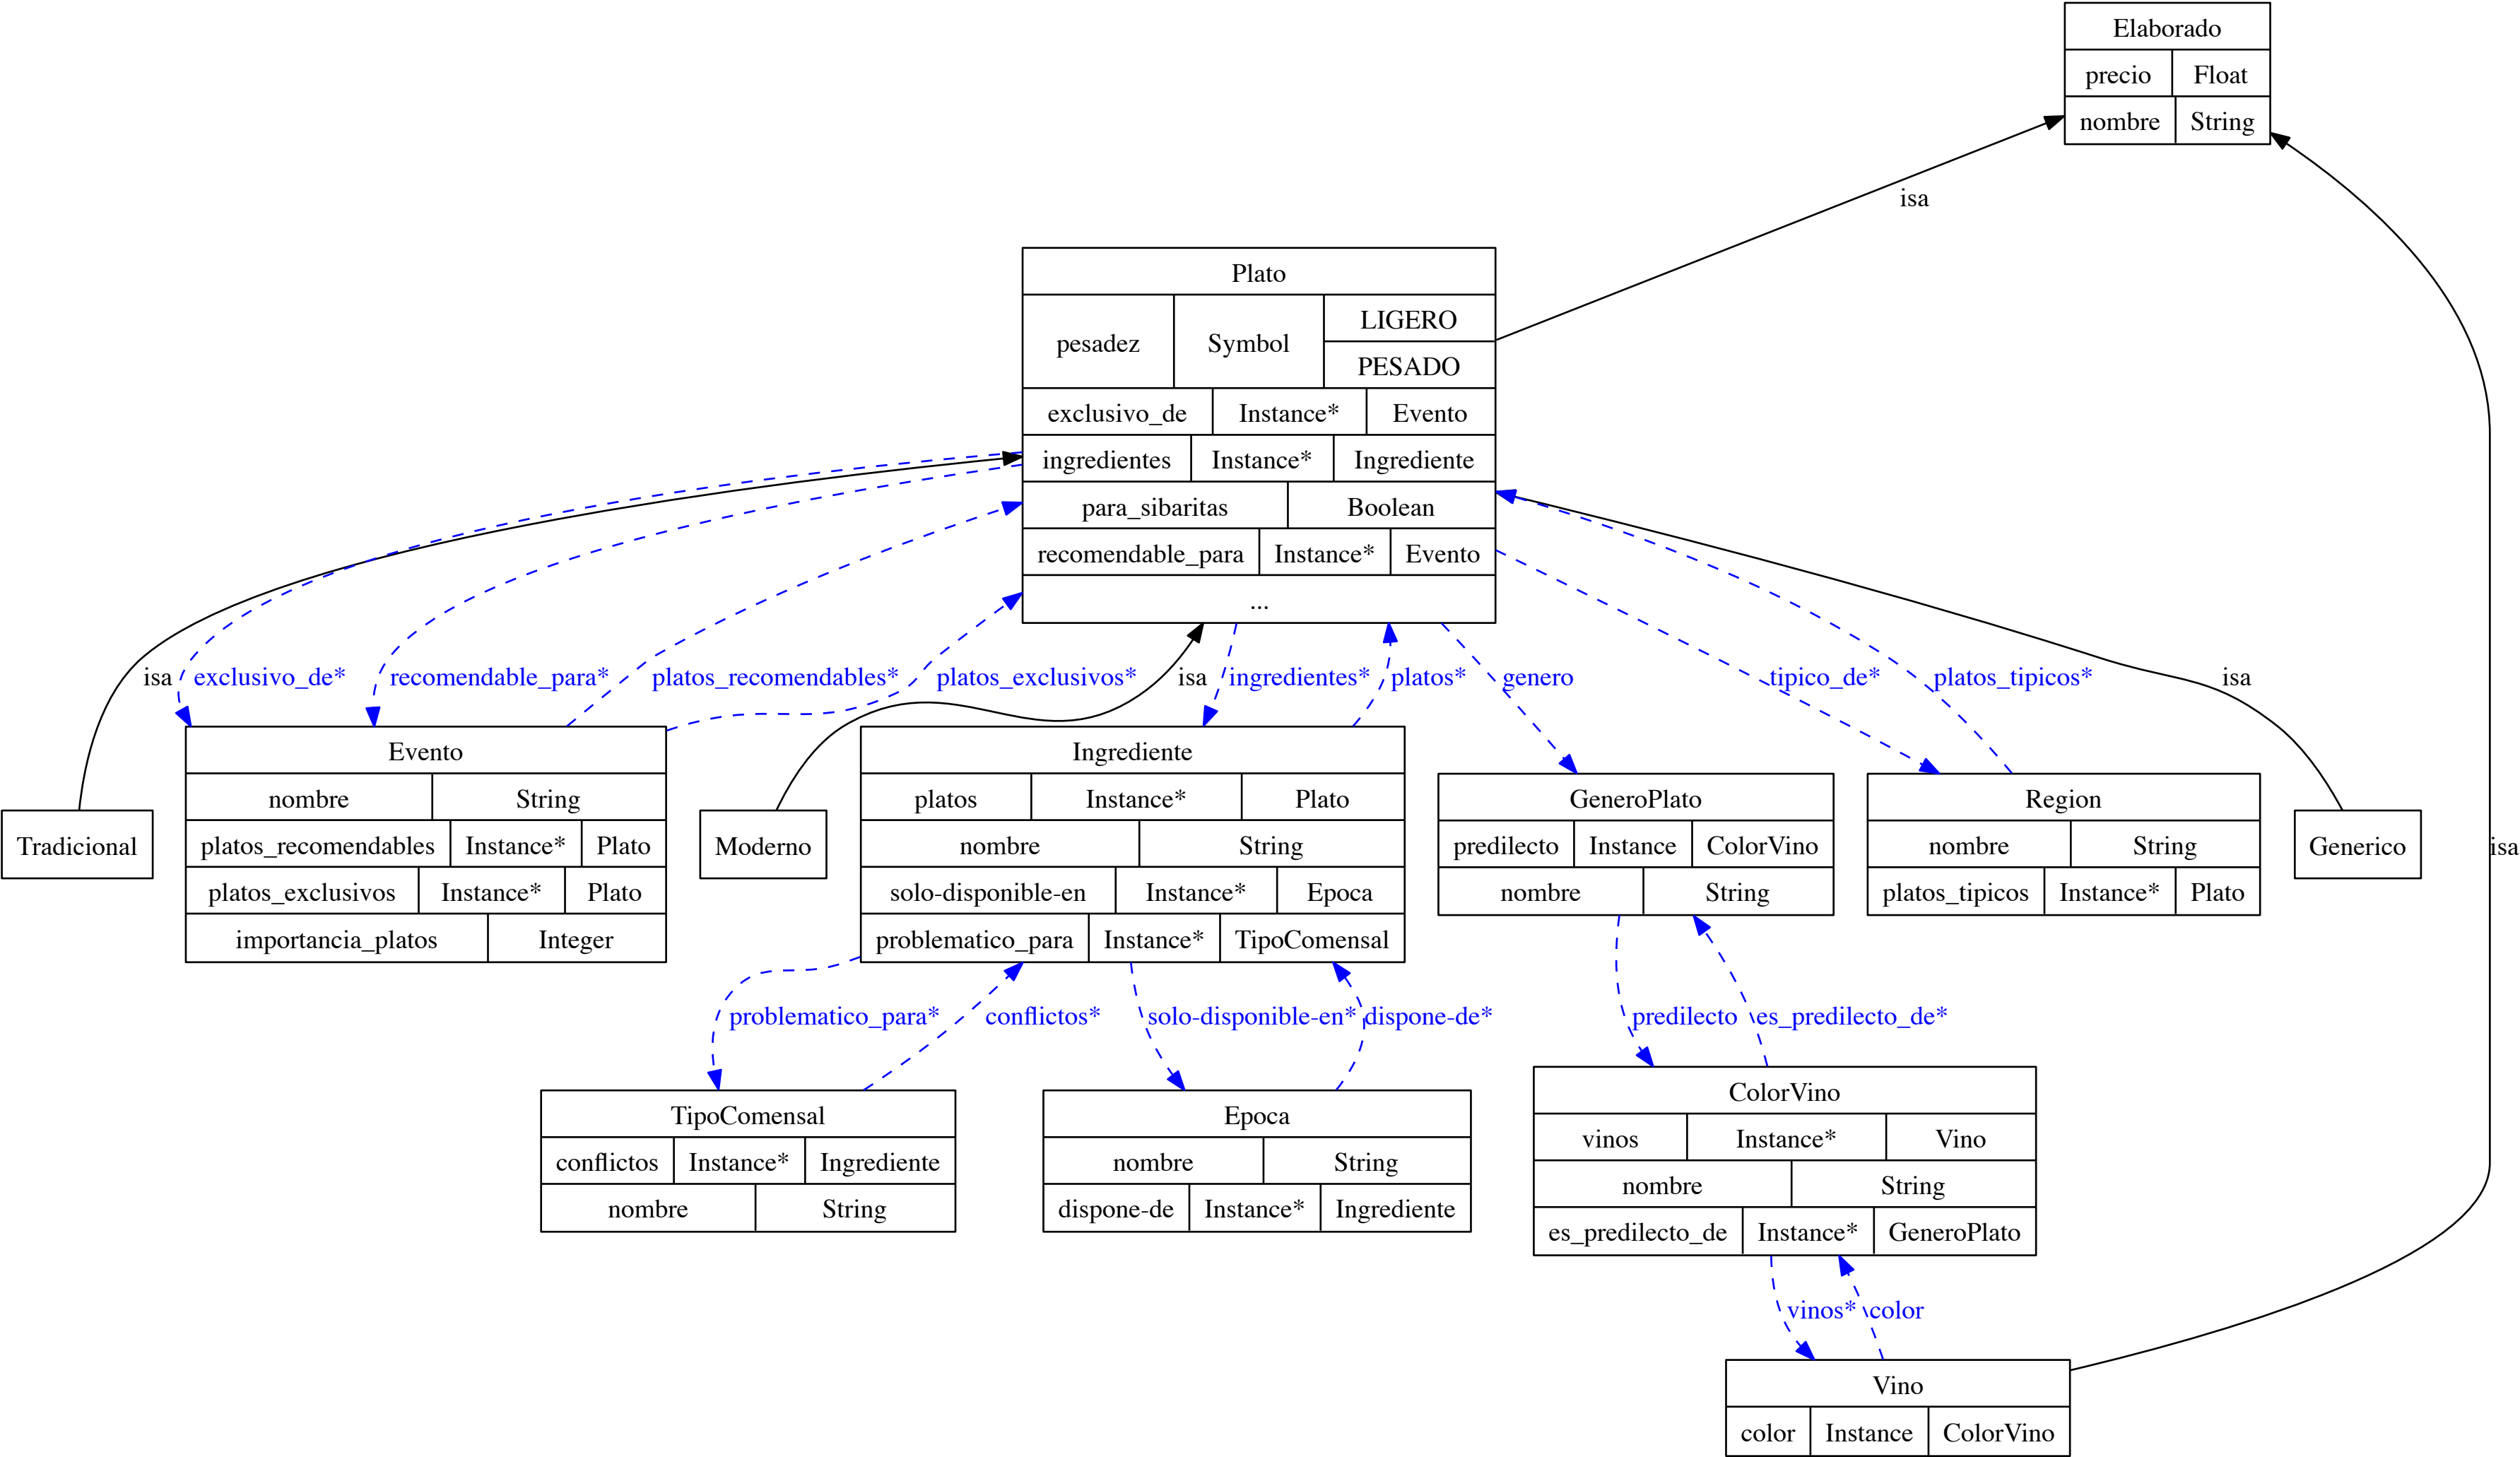 Elaborado
precio Float
nombre String
isa
Plato
pesadez Symbol LIGERO
PESADO
exclusivo_de Instance* Evento
ingredientes Instance* Ingrediente
para_sibaritas Boolean
recomendable_para Instance* Evento
...
isa exclusivo_de* recomendable_para* platos_recomendables* platos_exclusivos* isa ingredientes* platos* genero tipico_de* platos_tipicos* isa
Tradicional
Evento
nombre String
platos_recomendables Instance* Plato
platos_exclusivos Instance* Plato
importancia_platos Integer
Moderno
Ingrediente
platos Instance* Plato
nombre String
solo-disponible-en Instance* Epoca
problematico_para Instance* TipoComensal
GeneroPlato
predilecto Instance ColorVino
nombre String
Region
nombre String
platos_tipicos Instance* Plato
Generico
isa
problematico_para* conflictos* solo-disponible-en* dispone-de* predilecto es_predilecto_de*
TipoComensal
conflictos Instance* Ingrediente
nombre String
Epoca
nombre String
dispone-de Instance* Ingrediente
ColorVino
vinos Instance* Vino
nombre String
es_predilecto_de Instance* GeneroPlato
vinos* color
Vino
color Instance ColorVino